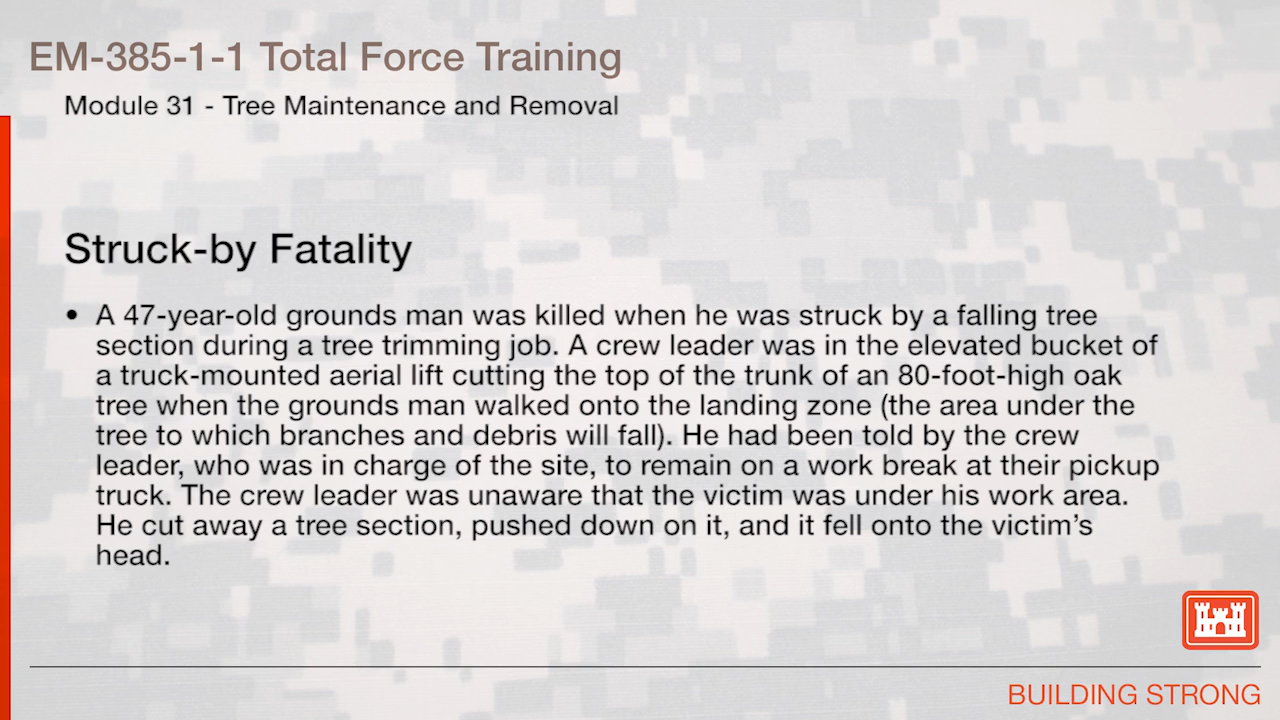 EM-385-1-1 Total Force Training
Module 31 - Tree Maintenance and Removal
Struck-by Fatality
• A 47-year-old grounds man was killed when he was struck by a falling tree
section during a tree trimming job. A crew leader was in the elevated bucket of
a truck-mounted aerial lift cutting the top of the trunk of an 80-foot-high oak
tree when the grounds man walked onto the landing zone (the area under the
tree to which branches and debris will fall). He had been told by the crew
leader, who was in charge of the site, to remain on a work break at their pickup
truck. The crew leader was unaware that the victim was under his work area.
He cut away a tree section, pushed down on it, and it fell onto the victim’s
head.
BUILDING STRONG